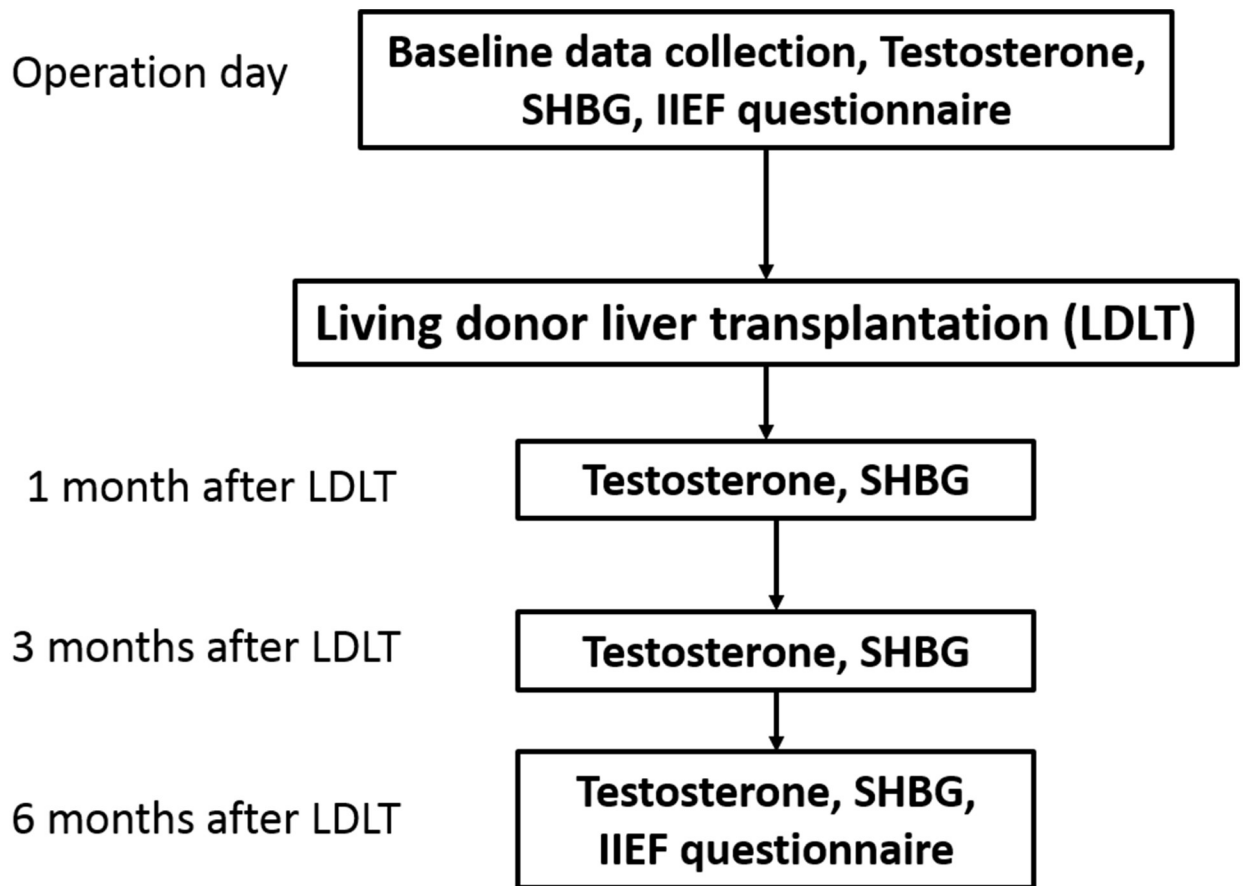 Operation day
Baseline data collection, Testosterone,
SHBG, IIEF questionnaire
Living donor liver transplantation (LDLT)
1 month after LDLT
Testosterone, SHBG
3 months after LDLT
Testosterone, SHBG
6 months after LDLT
Testosterone, SHBG,
IIEF questionnaire